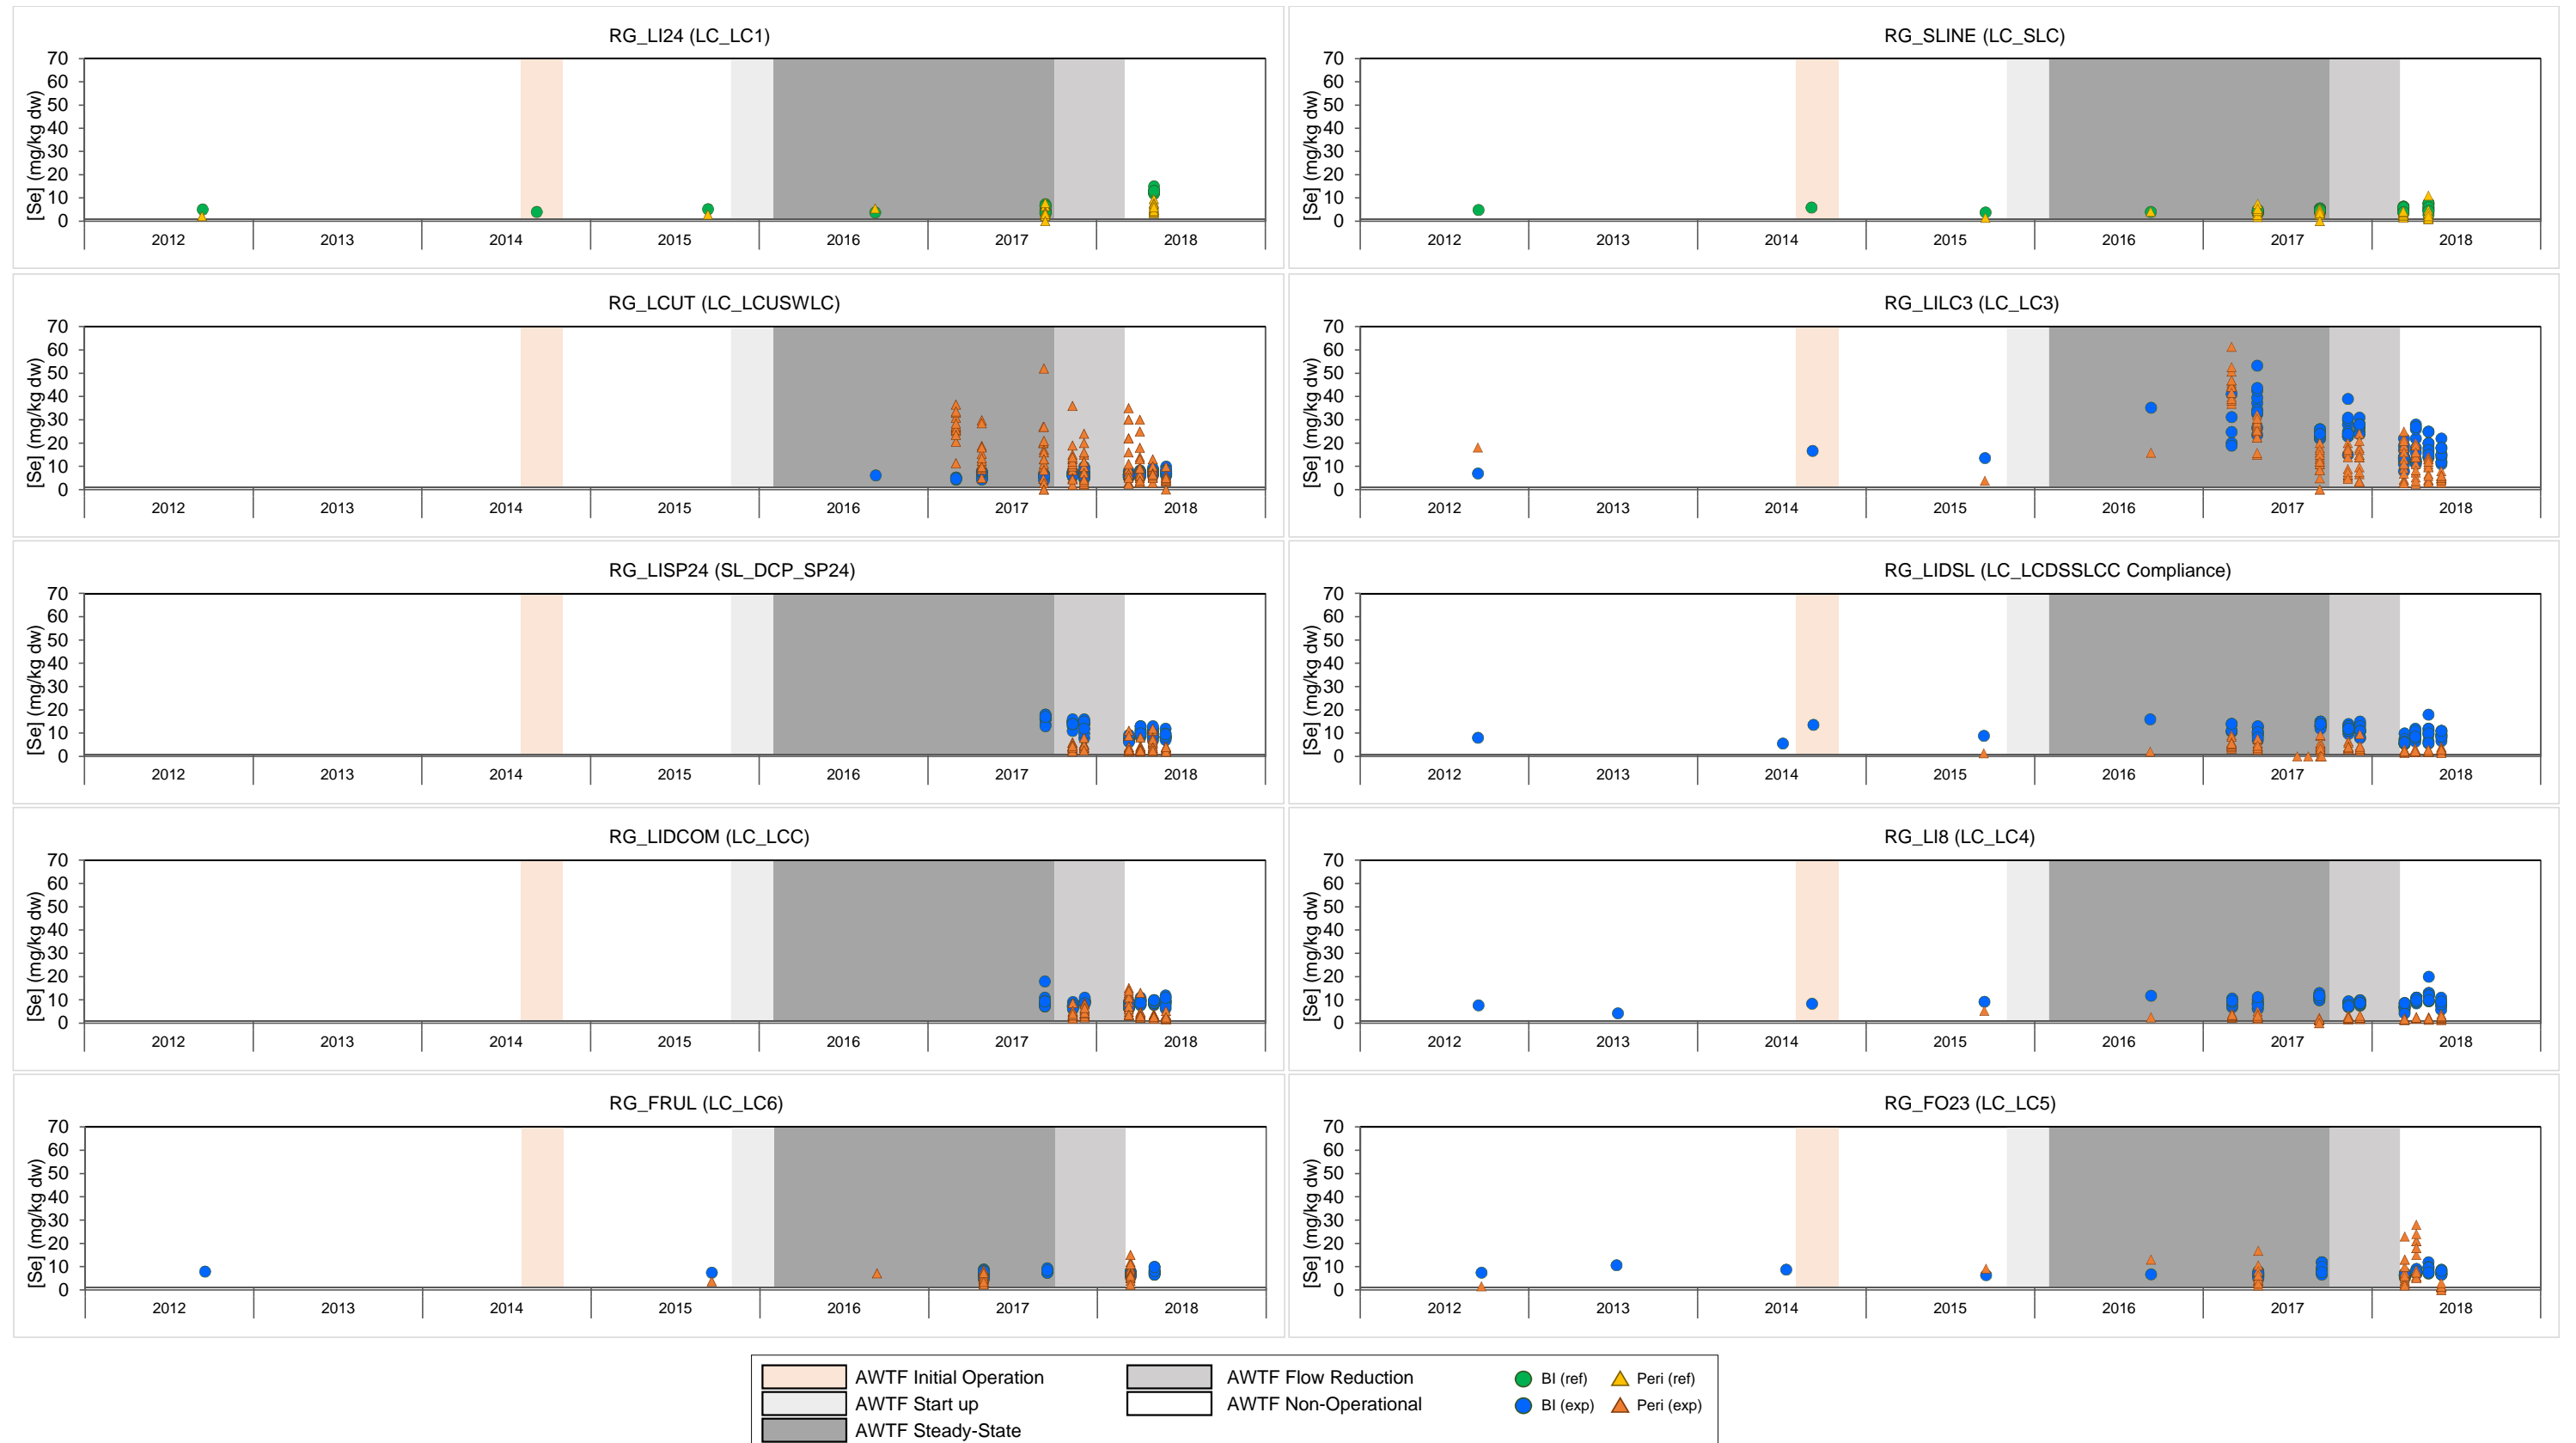 RG_LI24 (LC_LC1)
[Se] (mg/kg dw)
70
60
50
40
30
20
10
0
2012 2013 2014 2015 2016 2017 2018
RG_SLINE (LC_SLC)
[Se] (mg/kg dw)
70
60
50
40
30
20
10
0
2012 2013 2014 2015 2016 2017 2018
RG_LCUT (LC_LCUSWLC)
[Se] (mg/kg dw)
70
60
50
40
30
20
10
0
2012 2013 2014 2015 2016 2017 2018
RG_LILC3 (LC_LC3)
[Se] (mg/kg dw)
70
60
50
40
30
20
10
0
2012 2013 2014 2015 2016 2017 2018
RG_LISP24 (SL_DCP_SP24)
[Se] (mg/kg dw)
70
60
50
40
30
20
10
0
2012 2013 2014 2015 2016 2017 2018
RG_LIDSL (LC_LCDSSLCC Compliance)
[Se] (mg/kg dw)
70
60
50
40
30
20
10
0
2012 2013 2014 2015 2016 2017 2018
RG_LIDCOM (LC_LCC)
[Se] (mg/kg dw)
70
60
50
40
30
20
10
0
2012 2013 2014 2015 2016 2017 2018
RG_LI8 (LC_LC4)
[Se] (mg/kg dw)
70
60
50
40
30
20
10
0
2012 2013 2014 2015 2016 2017 2018
RG_FRUL (LC_LC6)
[Se] (mg/kg dw)
70
60
50
40
30
20
10
0
2012 2013 2014 2015 2016 2017 2018
RG_FO23 (LC_LC5)
[Se] (mg/kg dw)
70
60
50
40
30
20
10
0
2012 2013 2014 2015 2016 2017 2018
AWTF Initial Operation AWTF Flow Reduction BI (ref) Peri (ref)
AWTF Start up AWTF Non-Operational BI (exp) Peri (exp)
AWTF Steady-State